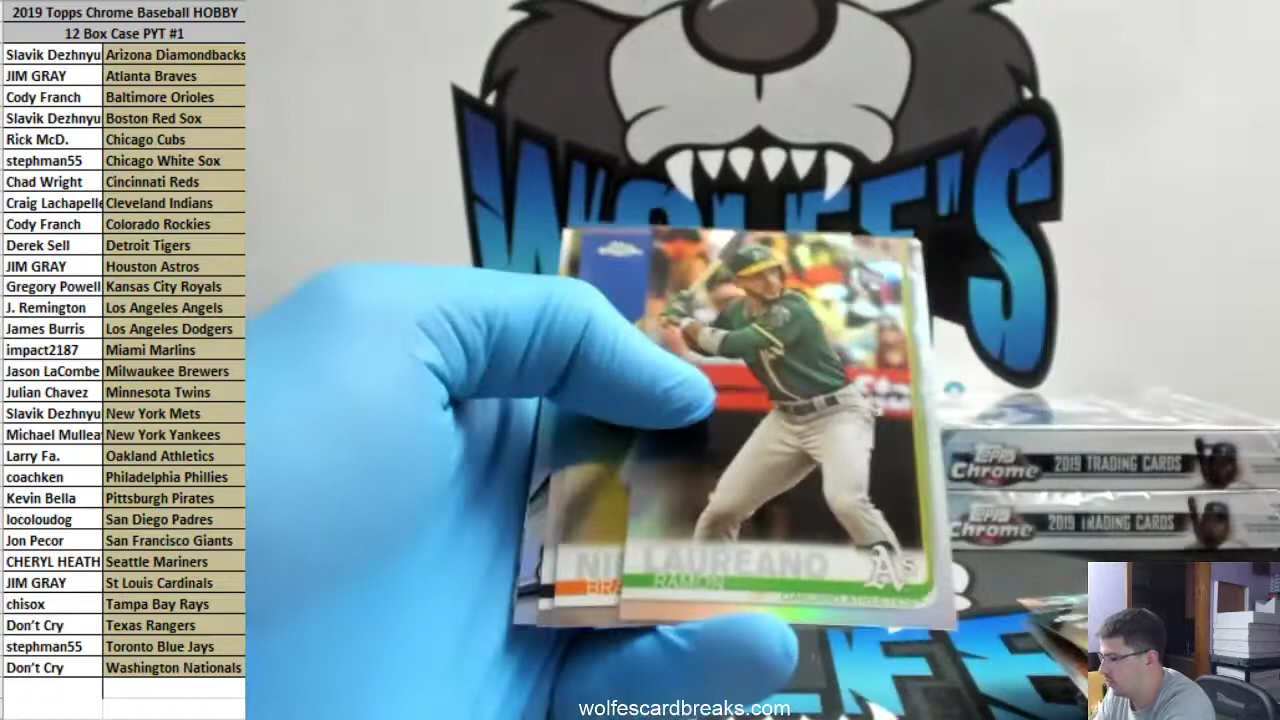 2019 Topps Chrome Baseball HOBBY
12 Box Case PYT #1
Slavik Dezhnyu Arizona Diamondbacks
JIM GRAY Atlanta Braves
Cody Franch Baltimore Orioles
Slavik Dezhnyu Boston Red Sox
Rick McD. Chicago Cubs
stephman55 Chicago White Sox
Chad Wright Cincinnati Reds
Craig Lachapelle Cleveland Indians
Cody Franch Colorado Rockies
Derek Sell Detroit Tigers
JIM GRAY Houston Astros
Gregory Powell Kansas City Royals
J. Remington Los Angeles Angels
James Burris Los Angeles Dodgers
impact2187 Miami Marlins
Jason LaCombe Milwaukee Brewers
Julian Chavez Minnesota Twins
Slavik Dezhnyu New York Mets
Michael Mullea New York Yankees
Larry Fa. Oakland Athletics
coachken Philadelphia Phillies
Kevin Bella Pittsburgh Pirates
locoloudog San Diego Padres
Jon Pecor San Francisco Giants
CHERYL HEATH Seattle Mariners
JIM GRAY St Louis Cardinals
chisox Tampa Bay Rays
Don't Cry Texas Rangers
stephman55 Toronto Blue Jays
Don't Cry Washington Nationals
WOLFE'S
NI
BRA
LAUREANO
RAMON
A's
Topps Chrome 2019 TRADING CARDS
Topps Chrome 2019 TRADING CARDS
wolfescardbreaks.com